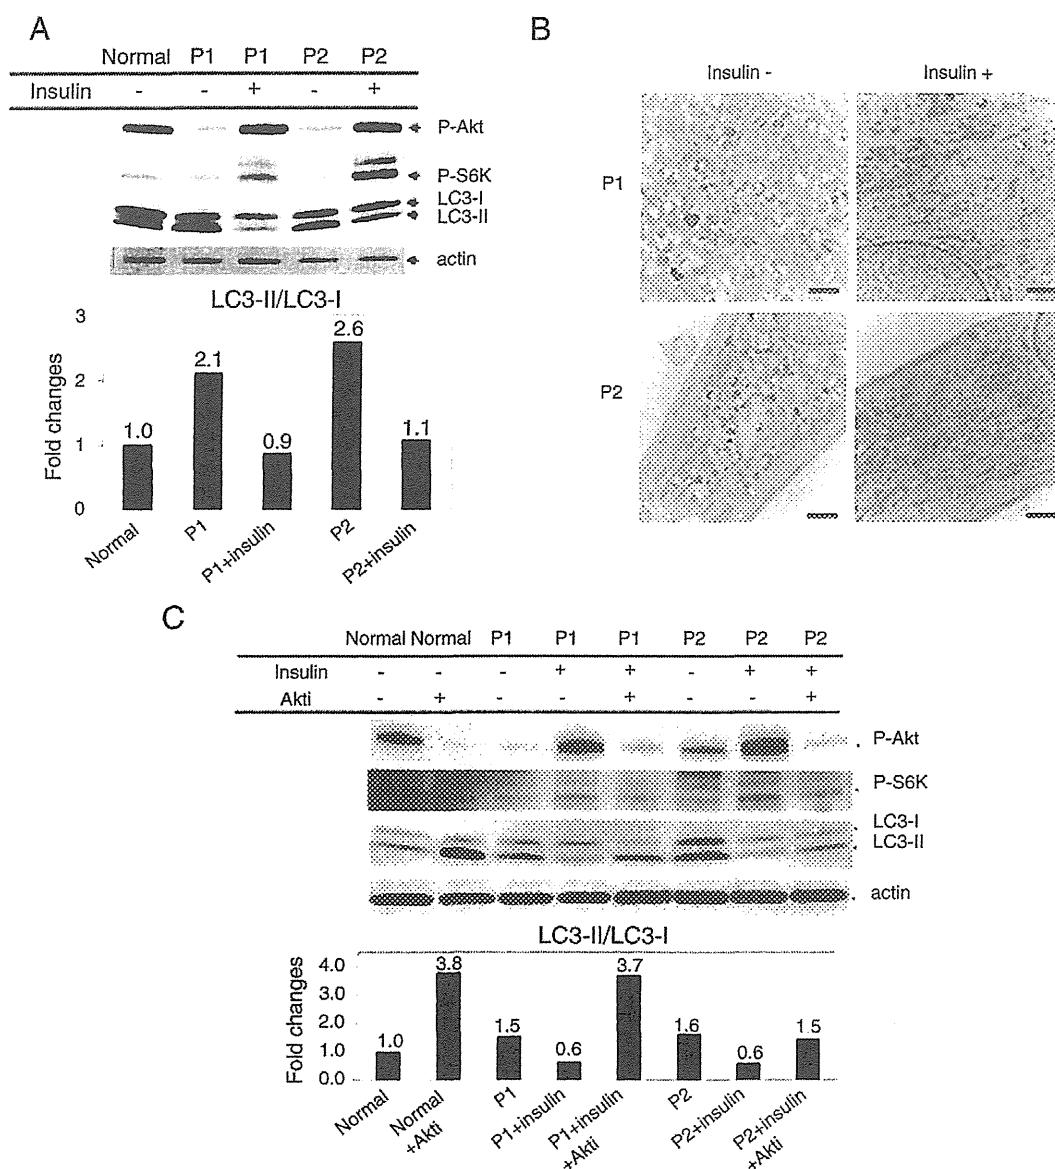 A
Normal P1 P1 P2 P2
Insulin - - + - +
P-Akt
P-S6K
LC3-I
LC3-II
actin
LC3-II/LC3-I
Fold changes
3
2
1
0
1.0
2.1
0.9
2.6
1.1
Normal
P1
P1+insulin
P2
P2+insulin
B
Insulin - Insulin +
P1
P2
C
Normal Normal P1 P1 P1 P2 P2 P2
Insulin - - - + + - + +
Akti - + - - + - - +
P-Akt
P-S6K
LC3-I
LC3-II
actin
LC3-II/LC3-I
Fold changes
4.0
3.0
2.0
1.0
0.0
1.0
3.8
1.5
0.6
3.7
1.6
0.6
1.5
Normal
Normal
+Akti
P1
P1+insulin
P1+insulin
+Akti
P2
P2+insulin
P2+insulin
+Akti